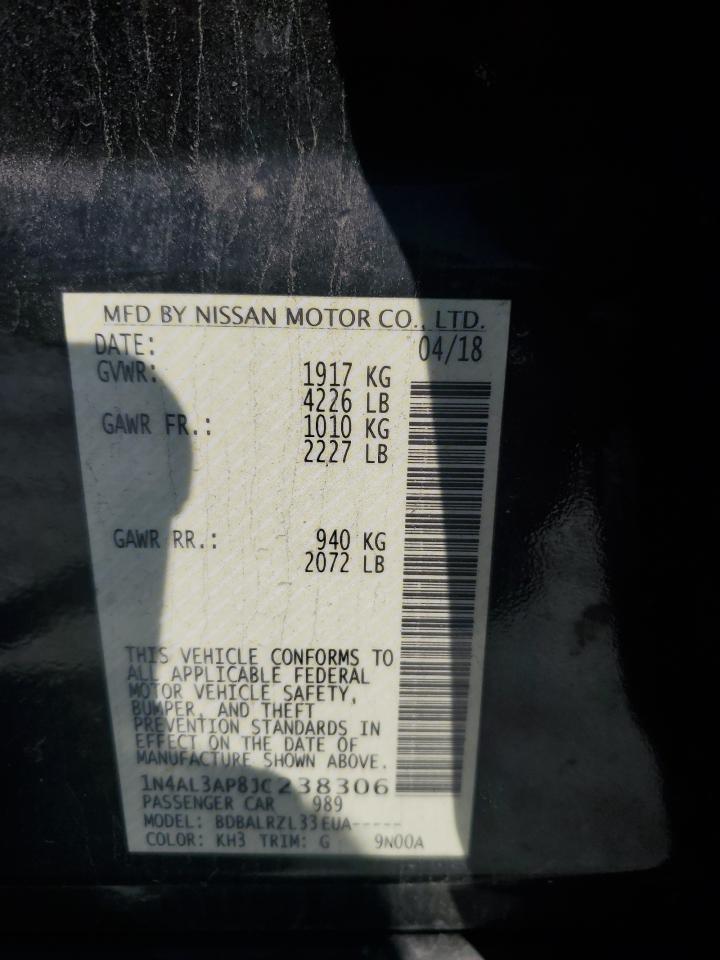 MFD BY NISSAN MOTOR CO., LTD.
DATE: 04/18
GVWR: 1917 KG
4226 LB
GAWR FR.: 1010 KG
2227 LB
GAWR RR.: 940 KG
2072 LB
THIS VEHICLE CONFORMS TO
ALL APPLICABLE FEDERAL
MOTOR VEHICLE SAFETY,
BUMPER, AND THEFT
PREVENTION STANDARDS IN
EFFECT ON THE DATE OF
MANUFACTURE SHOWN ABOVE.
1N4AL3AP8JC238306
PASSENGER CAR 989
MODEL: BDBALRZL33EUA-----
COLOR: KH3 TRIM: G 9N00A